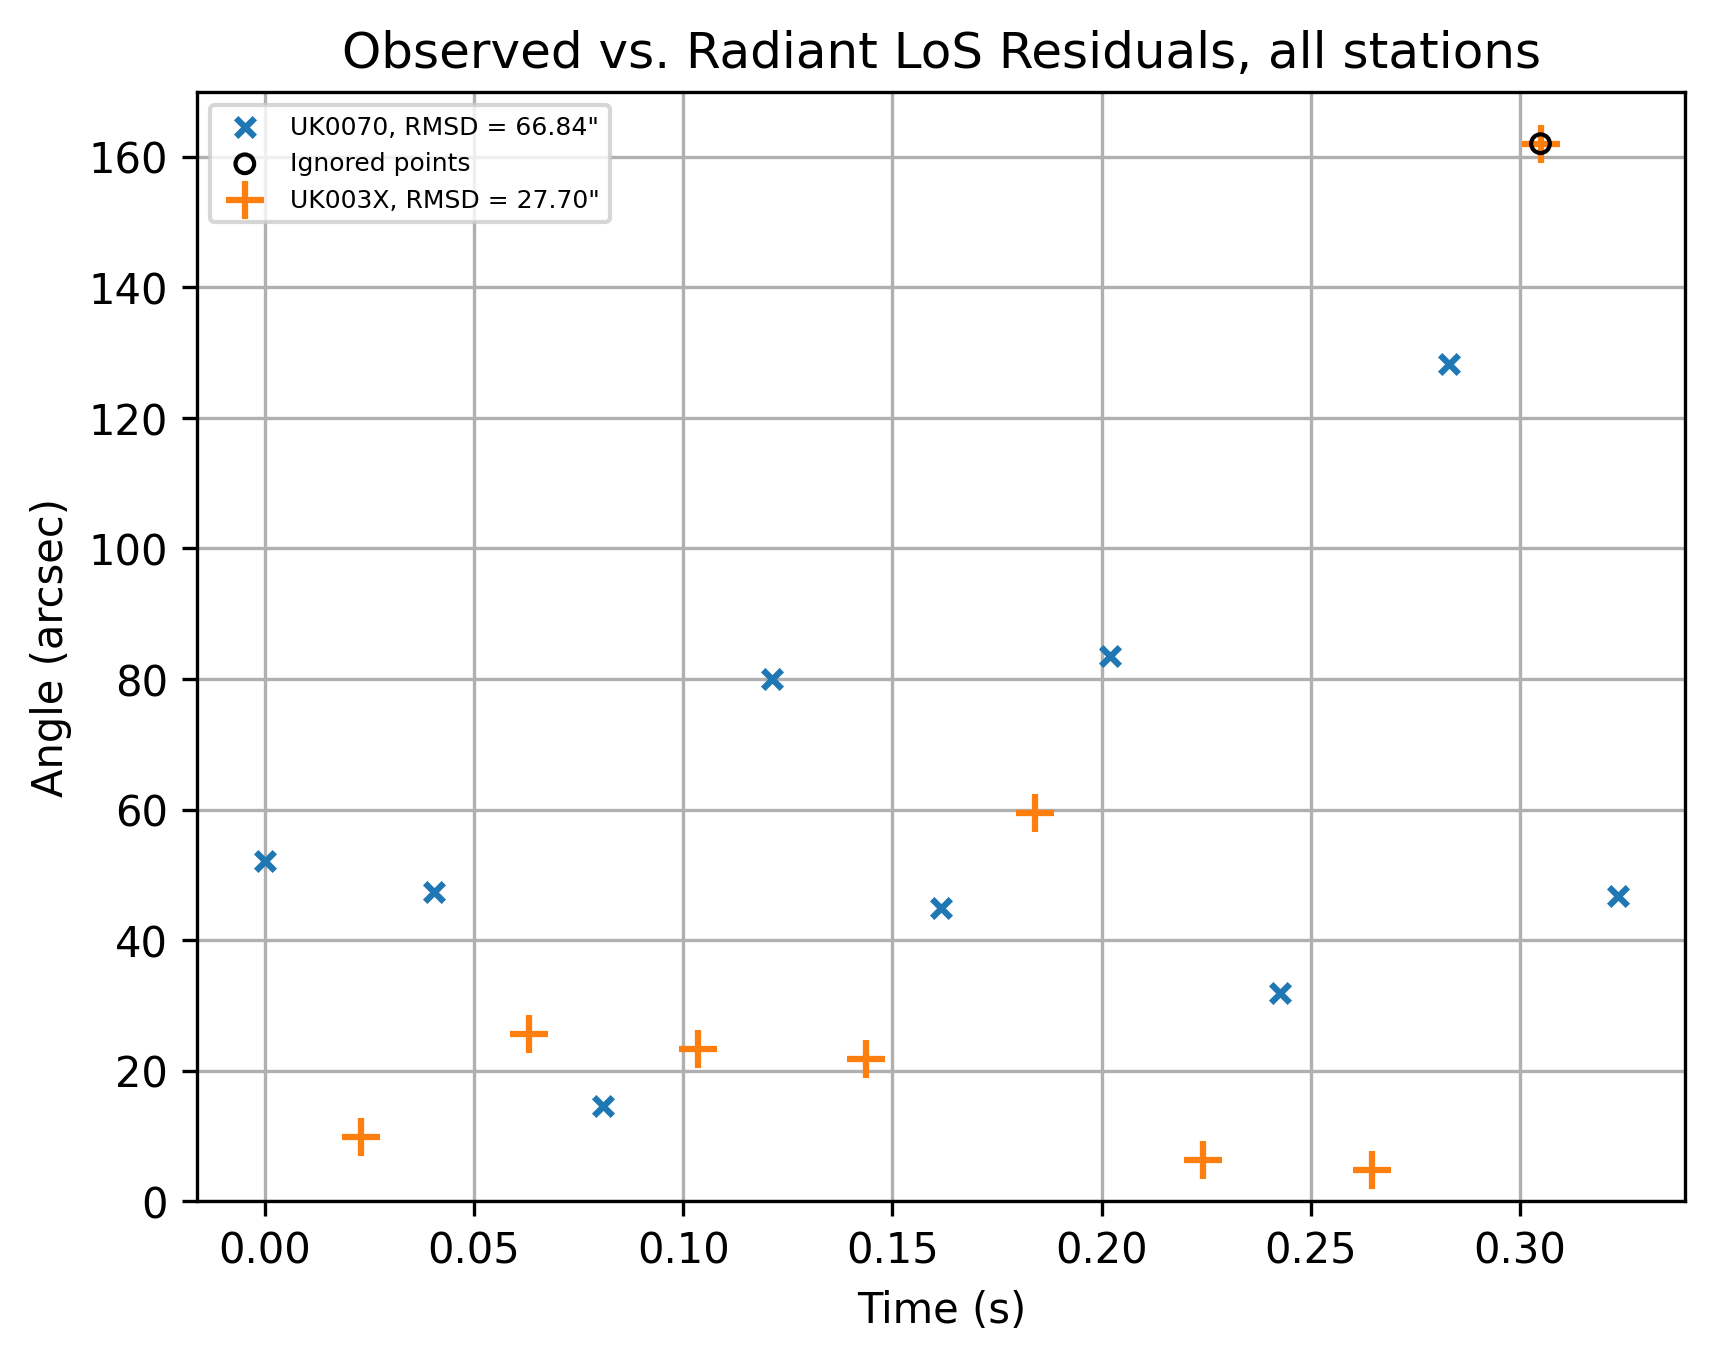 Observed vs. Radiant LoS Residuals, all stations
UK0070, RMSD = 66.84"
Ignored points
UK003X, RMSD = 27.70"
160
140
120
100
80
60
40
20
0
Angle (arcsec)
0.00 0.05 0.10 0.15 0.20 0.25 0.30
Time (s)